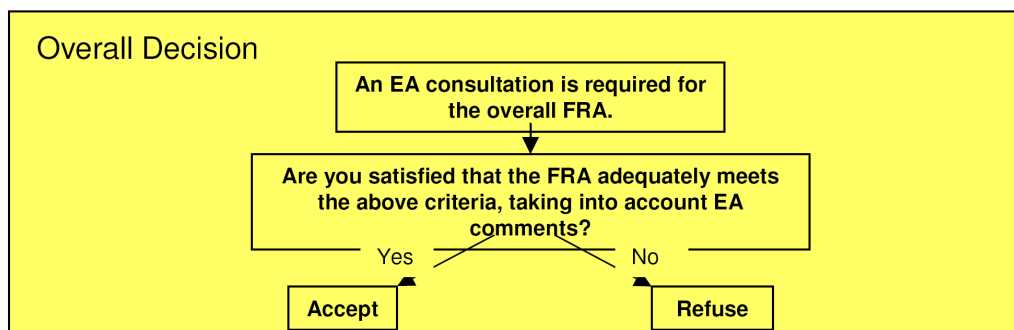 Overall Decision
An EA consultation is required for
the overall FRA.
Are you satisfied that the FRA adequately meets
the above criteria, taking into account EA
comments?
Yes
No
Accept
Refuse